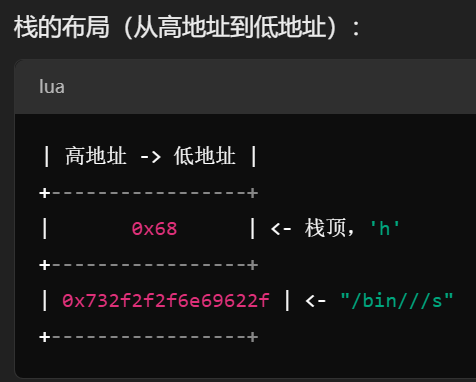 栈的布局（从高地址到低地址）：
lua
| 高地址 -> 低地址 |
+-----------------+
|       0x68      | <- 栈顶，'h'
+-----------------+
| 0x732f2f2f6e69622f | <- "/bin///s"
+-----------------+